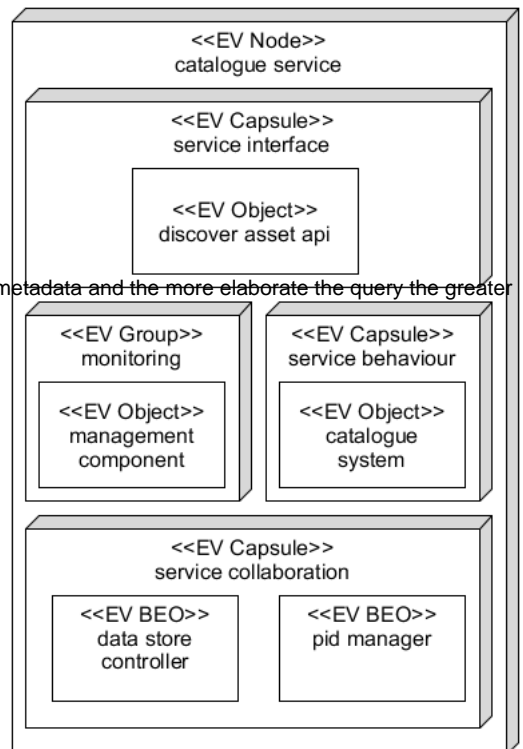 <<EV Node>>
catalogue service
<<EV Capsule>>
service interface
<<EV Object>>
discover asset api
metadata and the more elaborate the query the greater
<<EV Group>>
monitoring
<<EV Object>>
management
component
<<EV Capsule>>
service behaviour
<<EV Object>>
catalogue
system
<<EV Capsule>>
service collaboration
<<EV BEO>>
data store
controller
<<EV BEO>>
pid manager